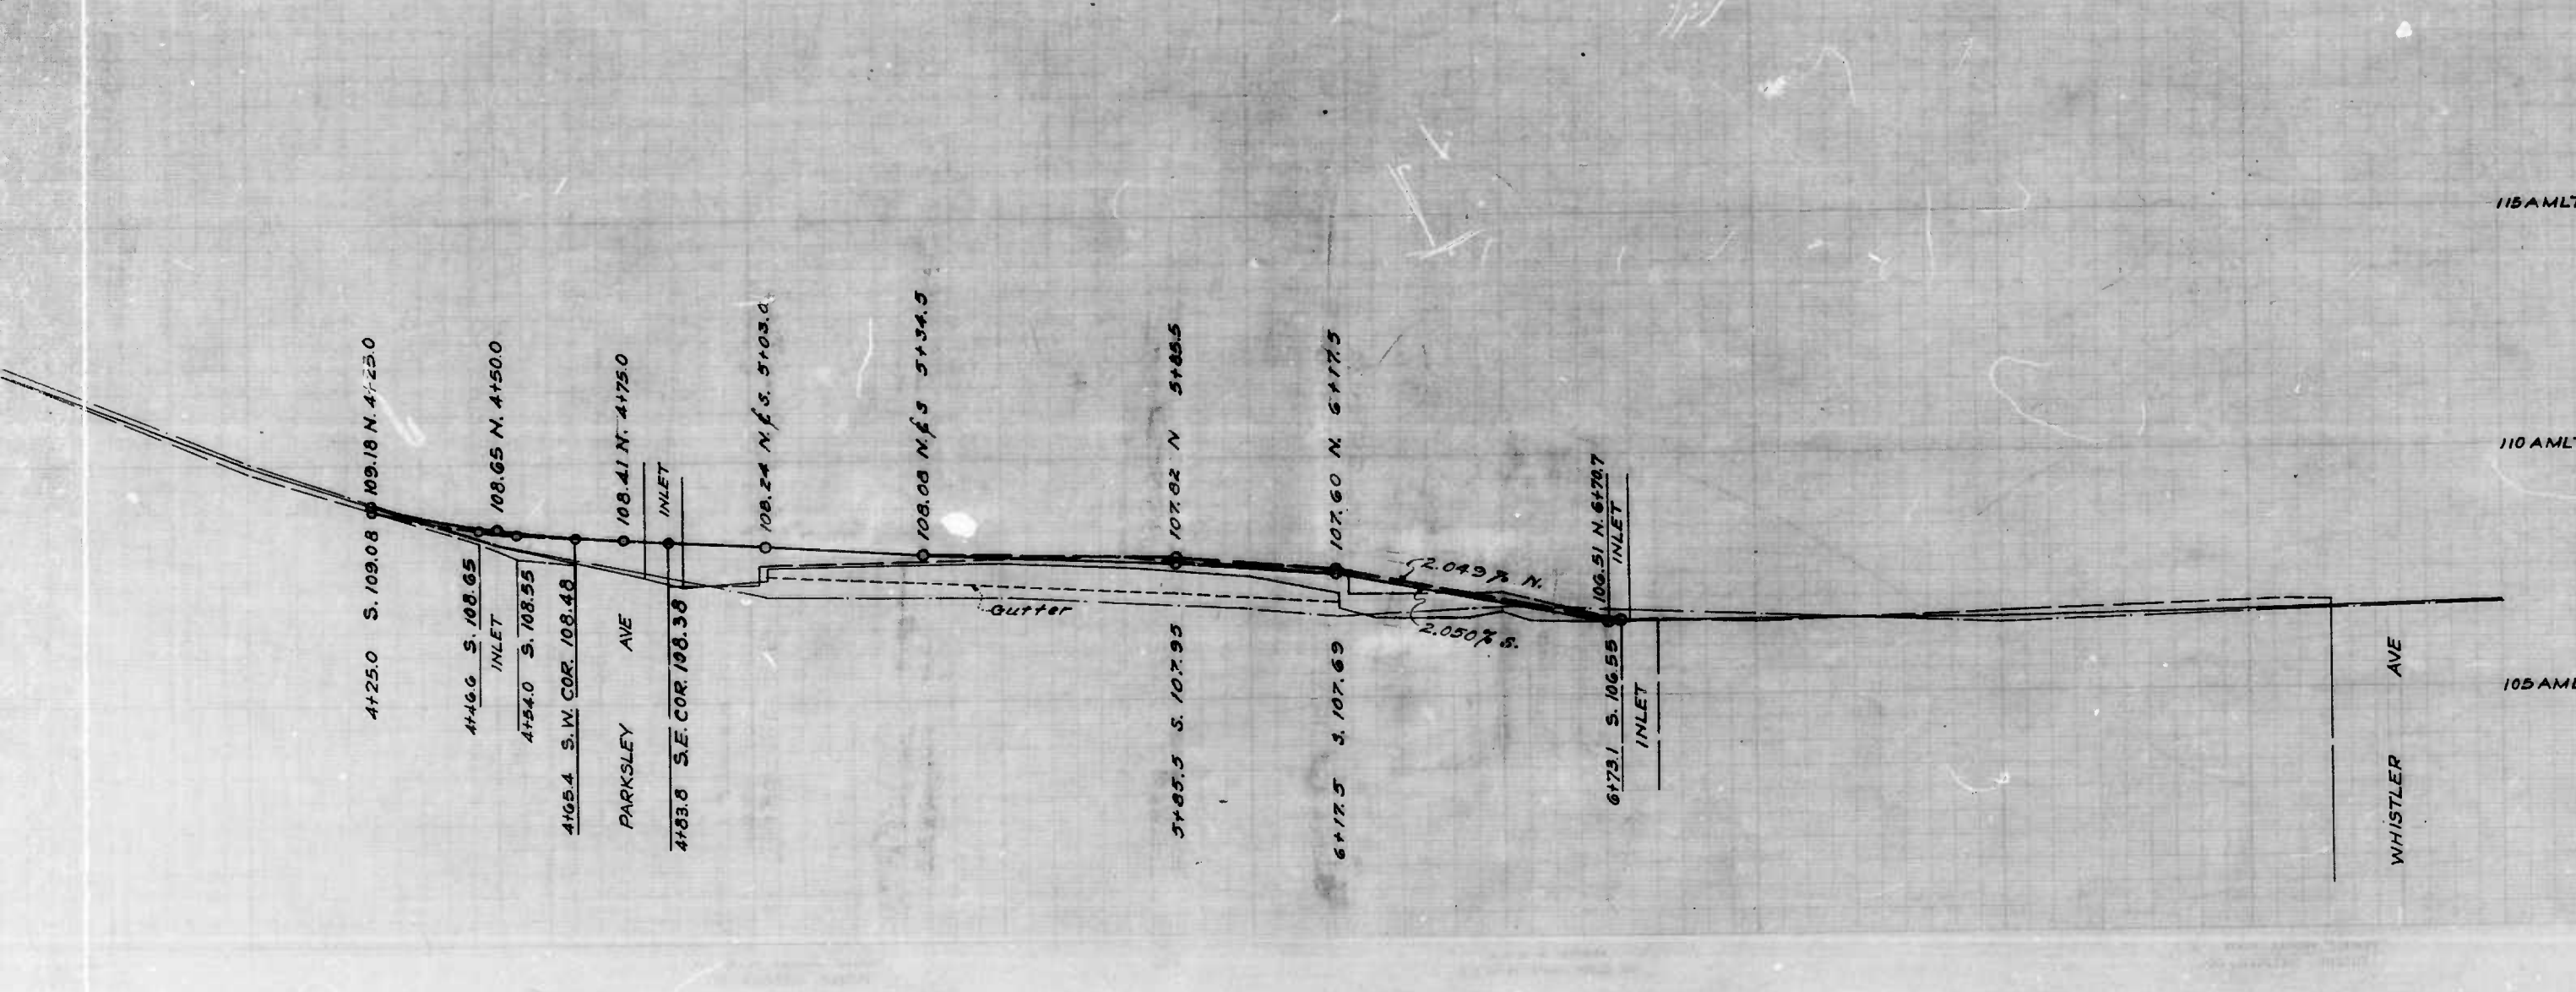 4+25.0 S. 109.08
109.18 N. 4+25.0
4+46.6 S. 108.65
INLET
108.65 N. 4+50.0
4+54.0 S. 108.55
4+65.4 S.W. COR. 108.48
108.41 N. 4+75.0
PARKSLEY AVE
INLET
4+83.8 S.E. COR. 108.38
108.24 N. & S. 5+03.0
108.08 N. & S 5+34.5
Gutter
107.82 N 5+85.5
5+85.5 S. 107.95
107.60 N. 6+17.5
6+17.5 S. 107.69
2.049% N.
2.050% S.
106.51 N. 6+70.7
INLET
6+73.1 S. 106.55
INLET
WHISTLER AVE
115 AMLT
110 AMLT
105 AML